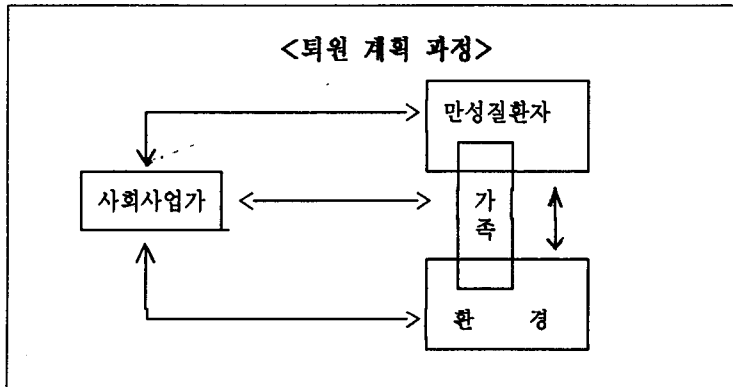 <퇴원 계획 과정>
만성질환자
사회사업가
가
족
환 경